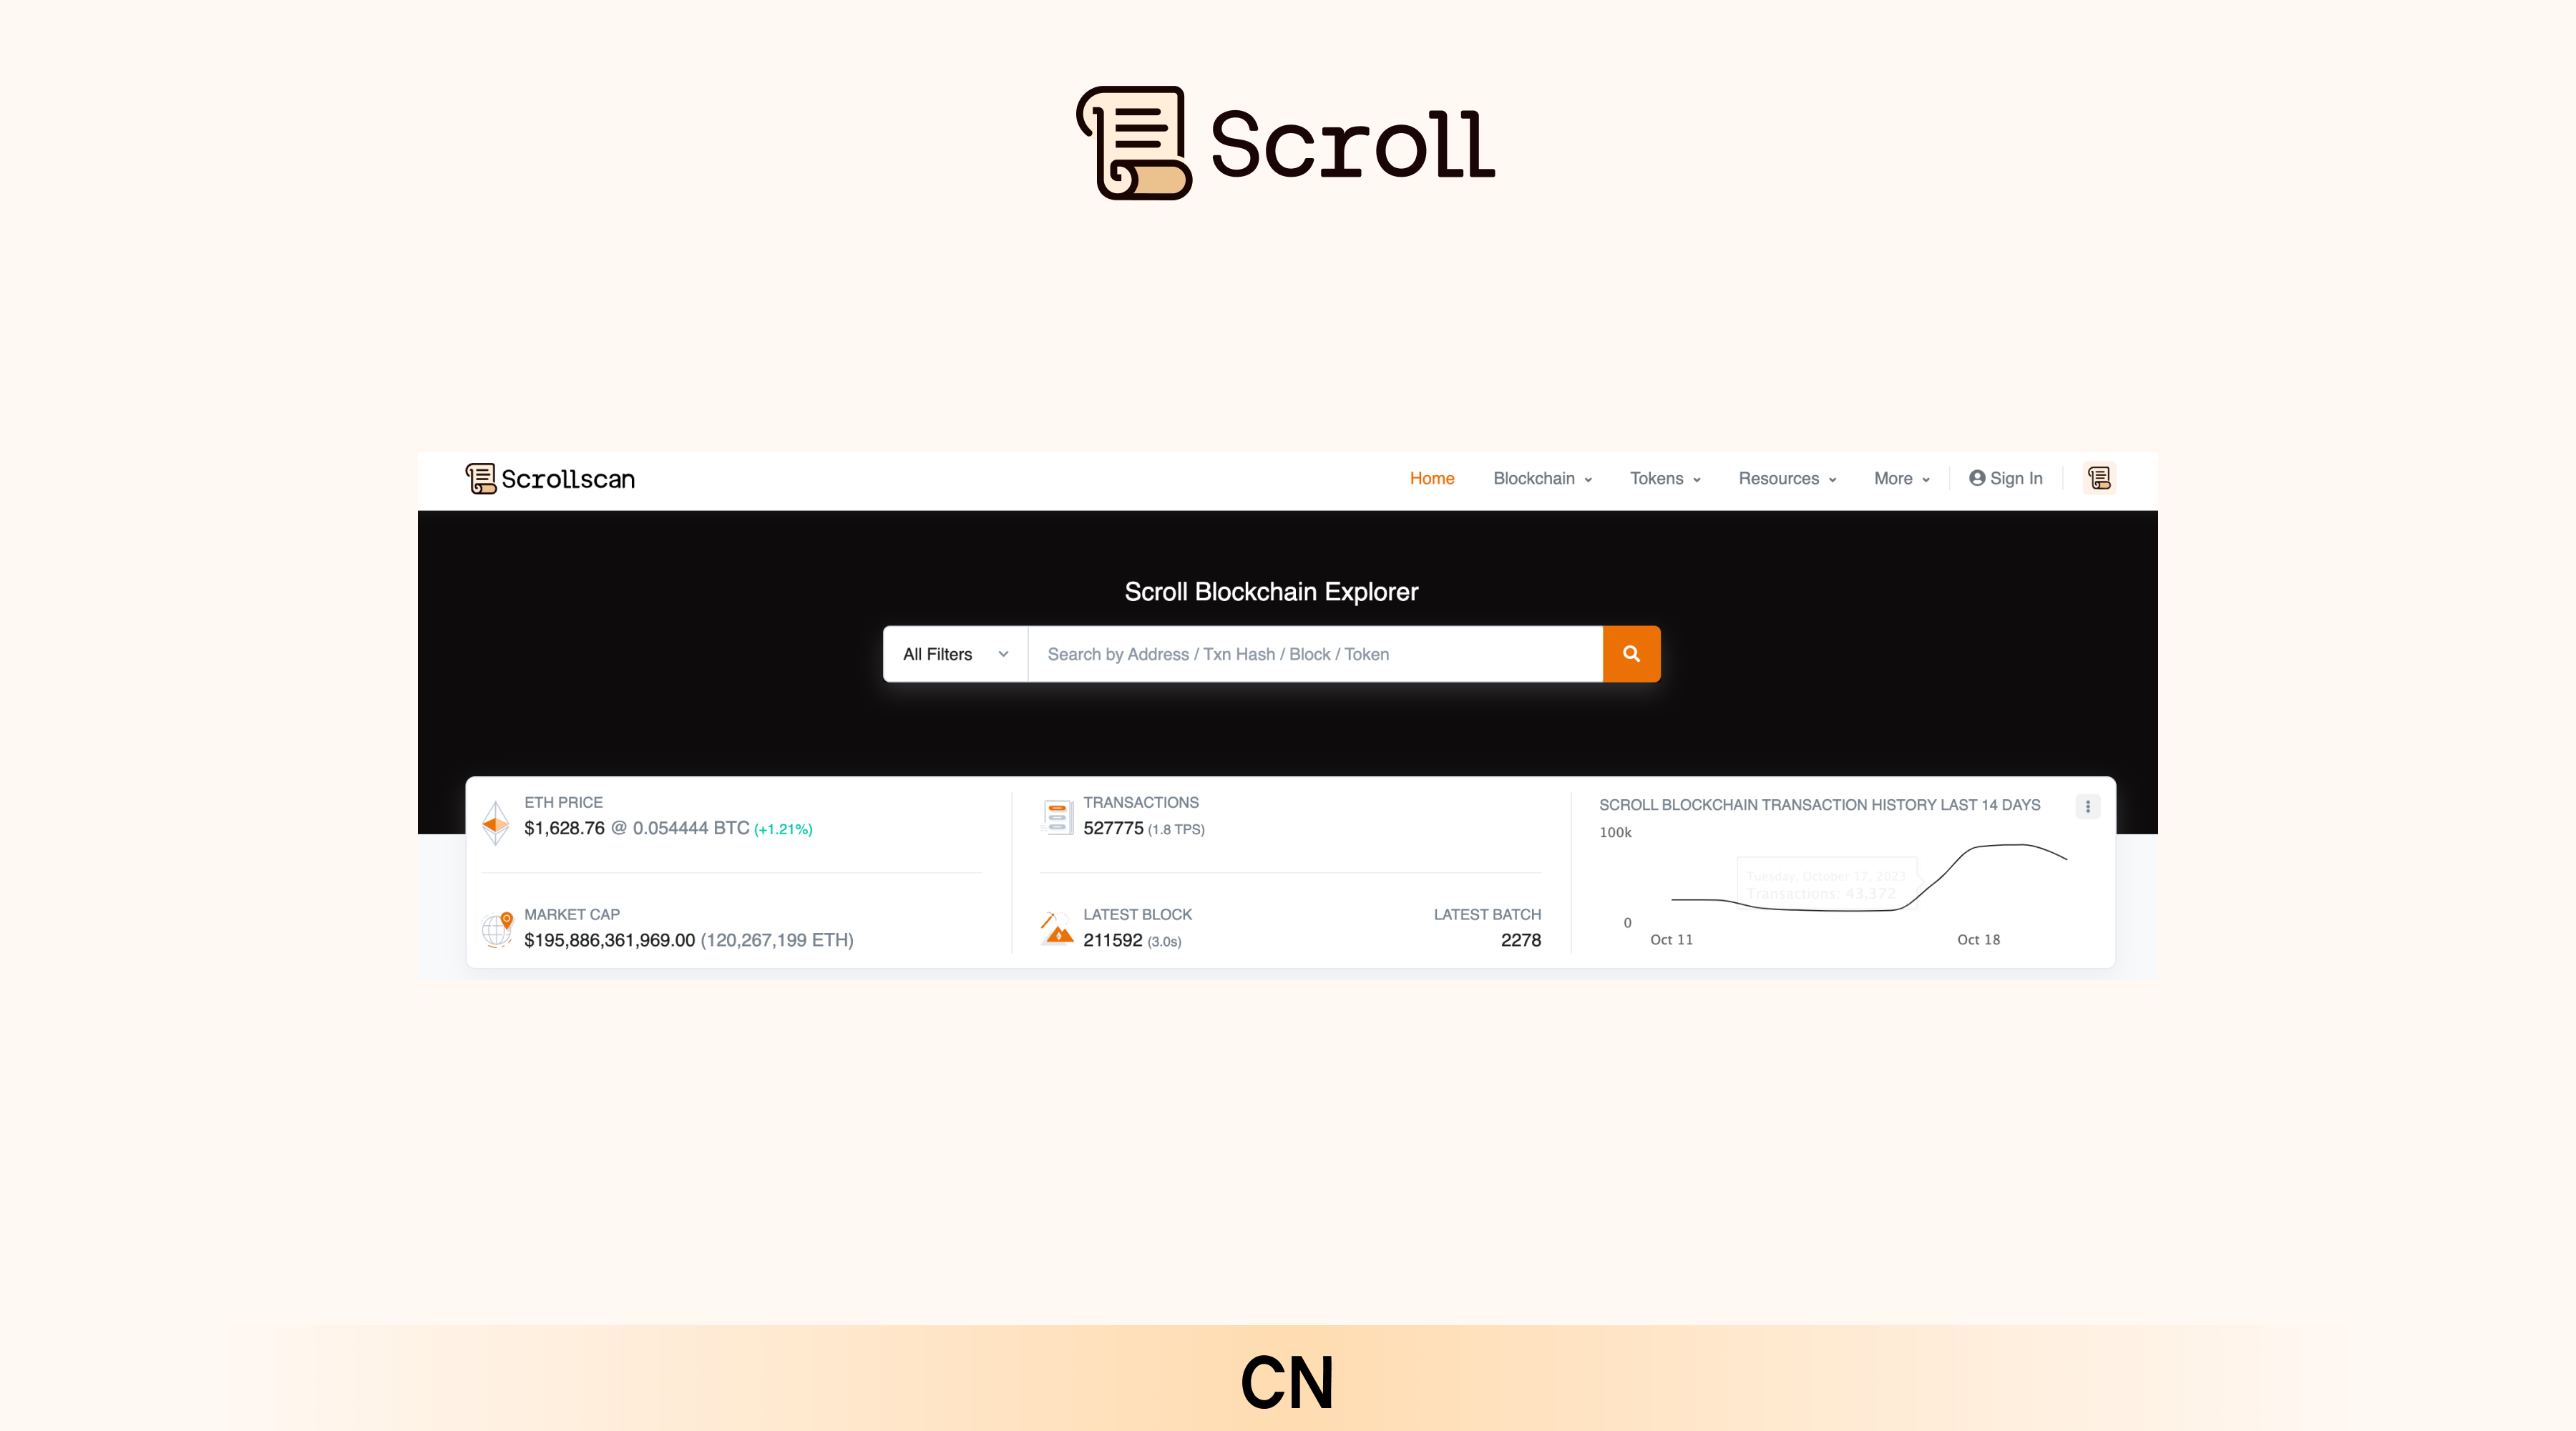 Scroll
Scrollscan
Home Blockchain Tokens Resources More Sign In
Scroll Blockchain Explorer
All Filters Search by Address / Txn Hash / Block / Token
ETH PRICE
$1,628.76 @ 0.054444 BTC (+1.21%)
MARKET CAP
$195,886,361,969.00 (120,267,199 ETH)
TRANSACTIONS
527775 (1.8 TPS)
LATEST BLOCK
211592 (3.0s)
LATEST BATCH
2278
SCROLL BLOCKCHAIN TRANSACTION HISTORY LAST 14 DAYS
100k
Tuesday, October 17, 2023
Transactions: 43,372
0
Oct 11 Oct 18
CN